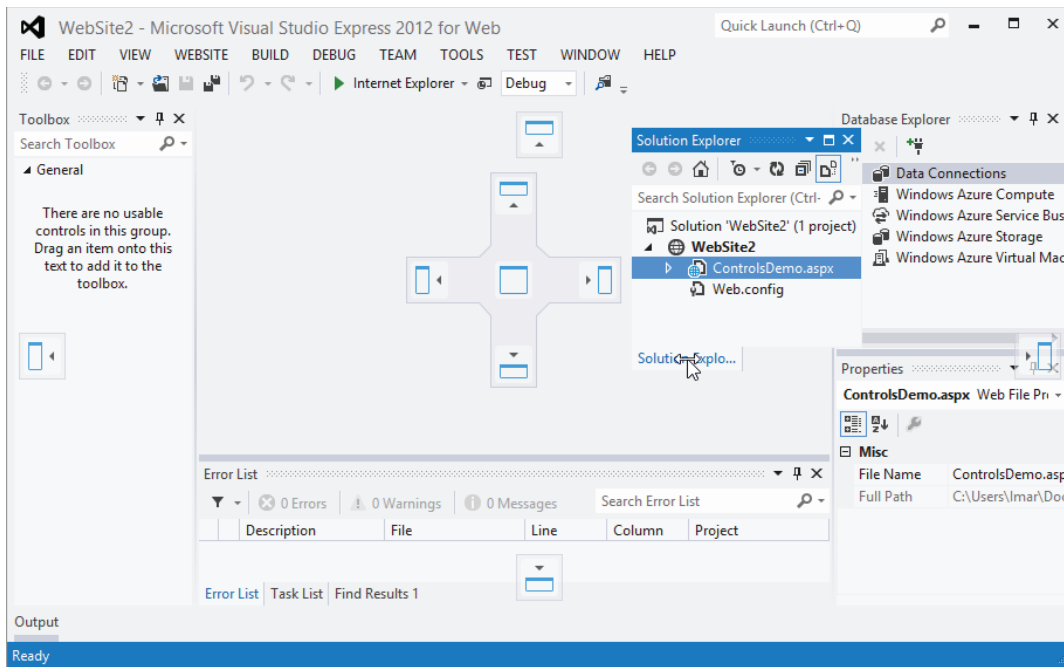 WebSite2 - Microsoft Visual Studio Express 2012 for Web
Quick Launch (Ctrl+Q)
FILE EDIT VIEW WEBSITE BUILD DEBUG TEAM TOOLS TEST WINDOW HELP
Internet Explorer Debug
Toolbox
Search Toolbox
General
There are no usable
controls in this group.
Drag an item onto this
text to add it to the
toolbox.
Solution Explorer
Search Solution Explorer (Ctrl-
Solution 'WebSite2' (1 project)
WebSite2
ControlsDemo.aspx
Web.config
Database Explorer
Data Connections
Windows Azure Compute
Windows Azure Service Bus
Windows Azure Storage
Windows Azure Virtual Mac
Properties
ControlsDemo.aspx Web File Pr
Misc
File Name ControlsDemo.asp
Full Path C:\Users\Imar\Doc
Error List
0 Errors 0 Warnings 0 Messages Search Error List
Description File Line Column Project
Error List Task List Find Results 1
Output
Ready